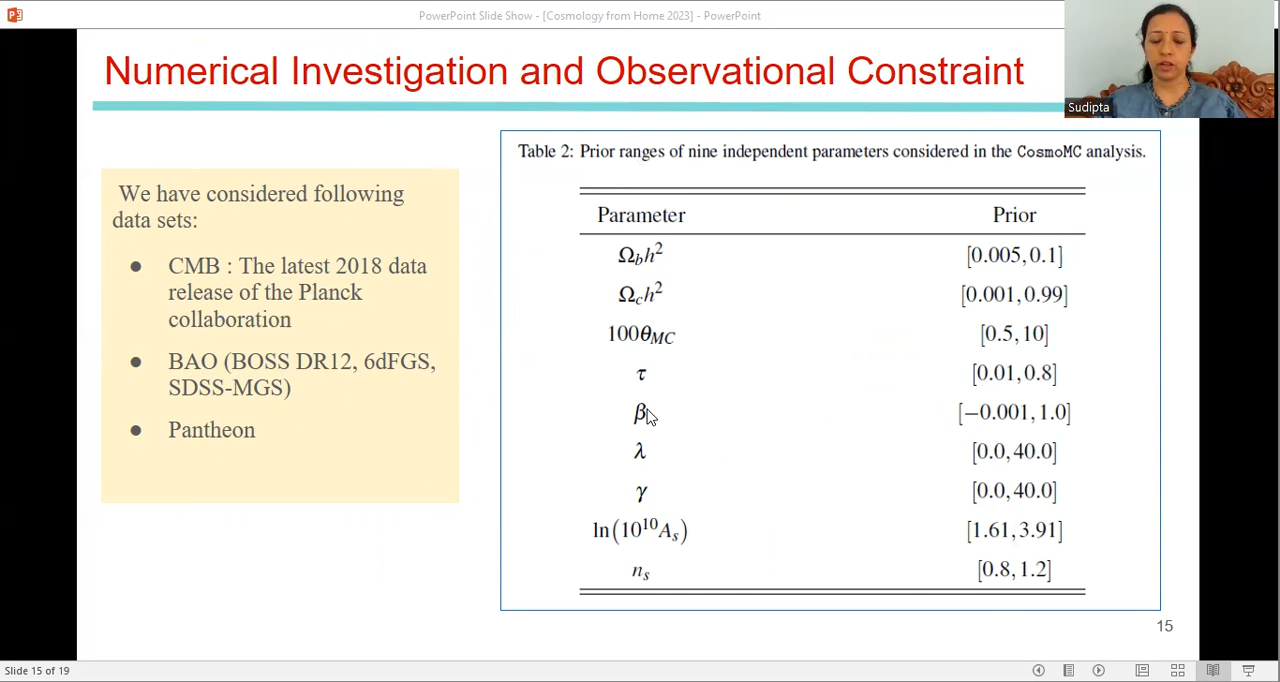 PowerPoint Slide Show - [Cosmology from Home 2023] - PowerPoint
Numerical Investigation and Observational Constraint
Sudipta
We have considered following
data sets:
● CMB : The latest 2018 data
release of the Planck
collaboration
● BAO (BOSS DR12, 6dFGS,
SDSS-MGS)
● Pantheon
Table 2: Prior ranges of nine independent parameters considered in the CosmoMC analysis.
Parameter Prior
Ω_b h² [0.005, 0.1]
Ω_c h² [0.001, 0.99]
100θ_MC [0.5, 10]
τ [0.01, 0.8]
β [−0.001, 1.0]
λ [0.0, 40.0]
γ [0.0, 40.0]
ln(10¹⁰A_s) [1.61, 3.91]
n_s [0.8, 1.2]
15
Slide 15 of 19